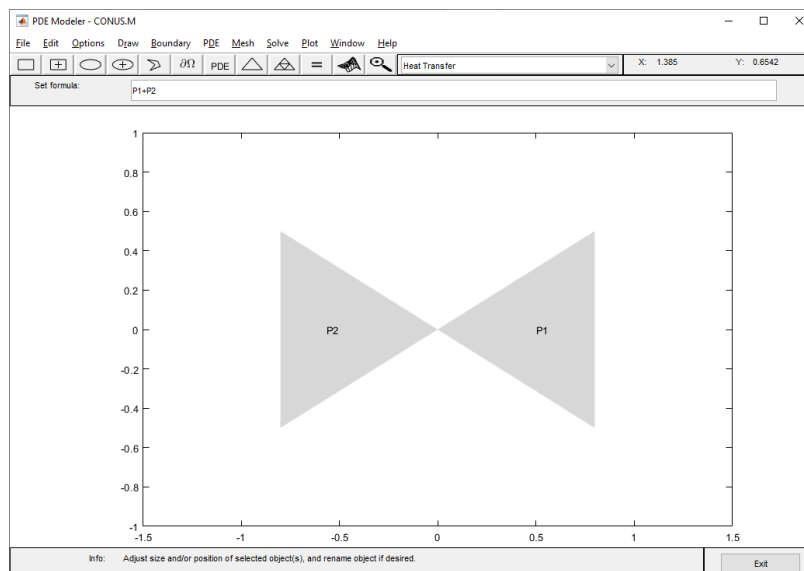 PDE Modeler - CONUS.M
File Edit Options Draw Boundary PDE Mesh Solve Plot Window Help
∂Ω PDE = Heat Transfer X: 1.385 Y: 0.6542
Set formula: P1+P2
1
0.8
0.6
0.4
0.2
0
-0.2
-0.4
-0.6
-0.8
-1
P2 P1
-1.5 -1 -0.5 0 0.5 1 1.5
Info: Adjust size and/or position of selected object(s), and rename object if desired. Exit